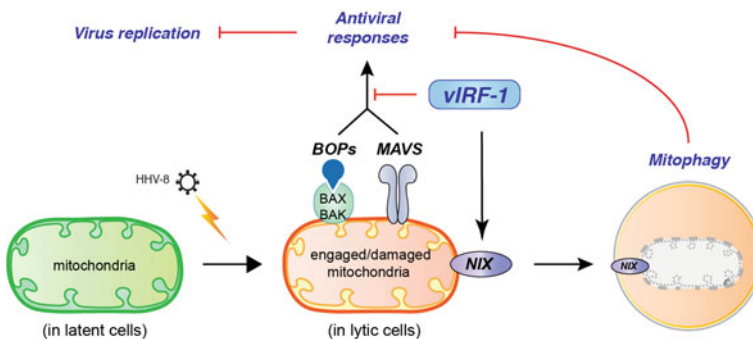 Virus replication
Antiviral
responses
vIRF-1
BOPs
MAVS
Mitophagy
HHV-8
BAX
BAK
mitochondria
engaged/damaged
mitochondria
NIX
NIX
(in latent cells)
(in lytic cells)